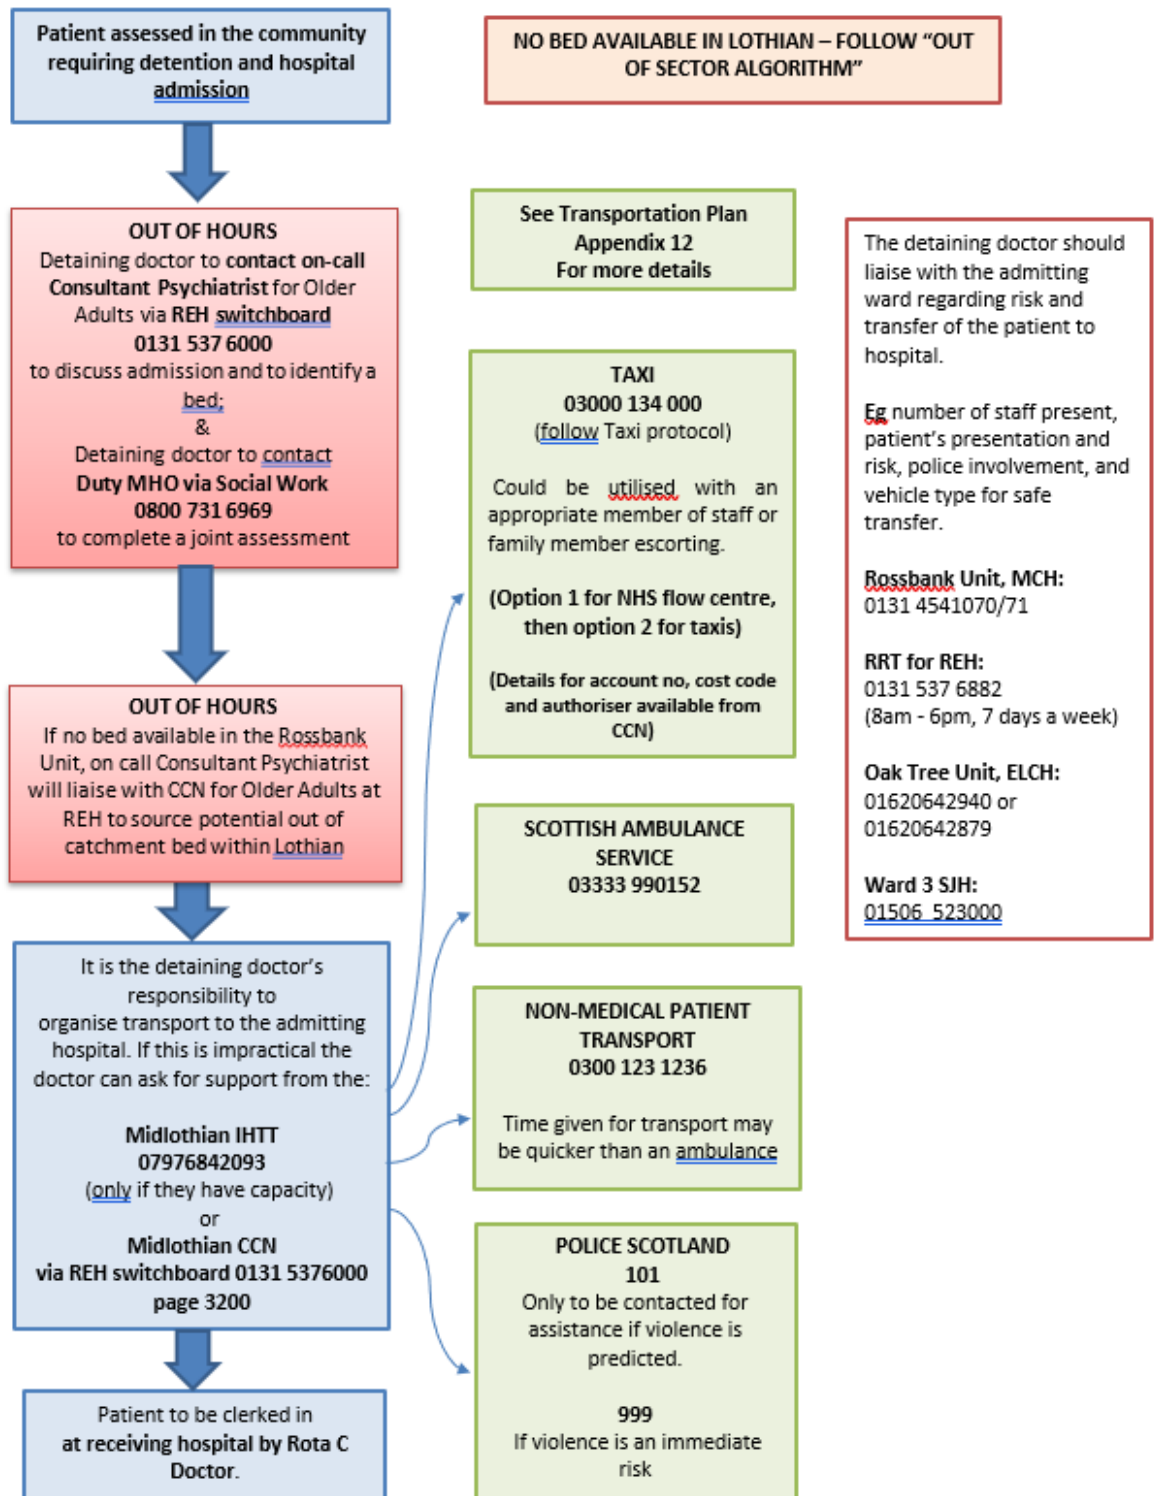 Patient assessed in the community
requiring detention and hospital
admission
NO BED AVAILABLE IN LOTHIAN – FOLLOW “OUT
OF SECTOR ALGORITHM”
OUT OF HOURS
Detaining doctor to contact on-call
Consultant Psychiatrist for Older
Adults via REH switchboard
0131 537 6000
to discuss admission and to identify a
bed;
&
Detaining doctor to contact
Duty MHO via Social Work
0800 731 6969
to complete a joint assessment
OUT OF HOURS
If no bed available in the Rossbank
Unit, on call Consultant Psychiatrist
will liaise with CCN for Older Adults at
REH to source potential out of
catchment bed within Lothian
It is the detaining doctor’s
responsibility to
organise transport to the admitting
hospital. If this is impractical the
doctor can ask for support from the:
Midlothian IHTT
07976842093
(only if they have capacity)
or
Midlothian CCN
via REH switchboard 0131 5376000
page 3200
Patient to be clerked in
at receiving hospital by Rota C
Doctor.
See Transportation Plan
Appendix 12
For more details
TAXI
03000 134 000
(follow Taxi protocol)
Could be utilised with an
appropriate member of staff or
family member escorting.
(Option 1 for NHS flow centre,
then option 2 for taxis)
(Details for account no, cost code
and authoriser available from
CCN)
SCOTTISH AMBULANCE
SERVICE
03333 990152
NON-MEDICAL PATIENT
TRANSPORT
0300 123 1236
Time given for transport may
be quicker than an ambulance
POLICE SCOTLAND
101
Only to be contacted for
assistance if violence is
predicted.
999
If violence is an immediate
risk
The detaining doctor should
liaise with the admitting
ward regarding risk and
transfer of the patient to
hospital.
Eg number of staff present,
patient’s presentation and
risk, police involvement, and
vehicle type for safe
transfer.
Rossbank Unit, MCH:
0131 4541070/71
RRT for REH:
0131 537 6882
(8am - 6pm, 7 days a week)
Oak Tree Unit, ELCH:
01620642940 or
01620642879
Ward 3 SJH:
01506 523000